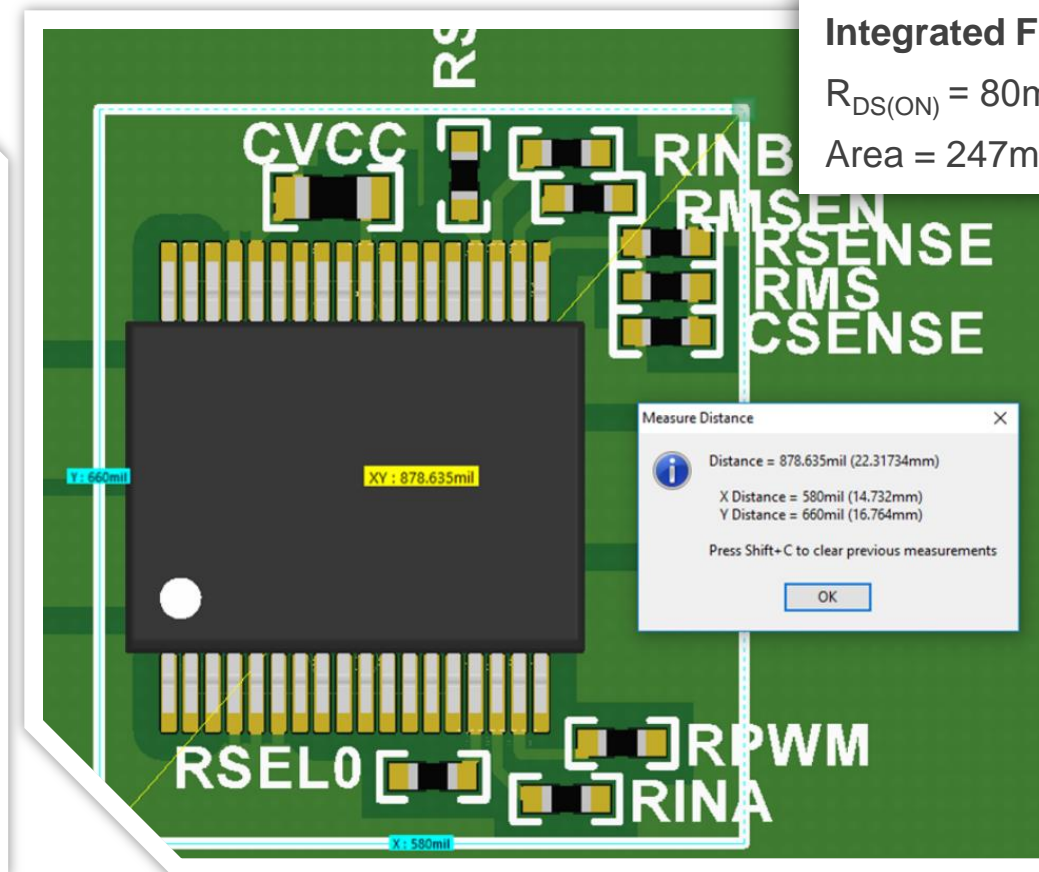 Integrated F
R_DS(ON) = 80m
Area = 247m
RS
CVCC
RINB
RMSEN
RSENSE
RMS
CSENSE
Measure Distance
Distance = 878.635mil (22.31734mm)
X Distance = 580mil (14.732mm)
Y Distance = 660mil (16.764mm)
Press Shift+C to clear previous measurements
OK
Y : 660mil
XY : 878.635mil
RSEL0
RPWM
RINA
X : 580mil